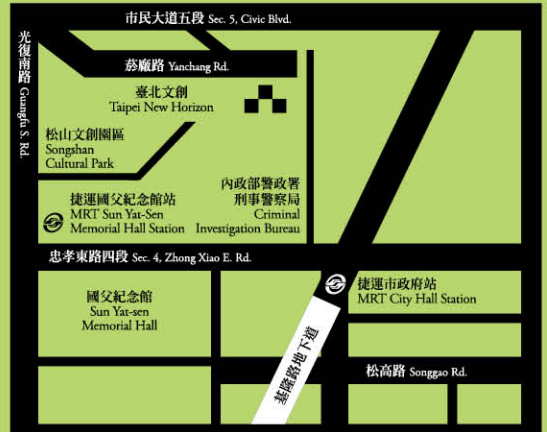 市民大道五段 Sec. 5, Civic Blvd.
光復南路 Guangfu S. Rd.
菸廠路 Yanchang Rd.
臺北文創
Taipei New Horizon
松山文創園區
Songshan
Cultural Park
捷運國父紀念館站
MRT Sun Yat-Sen
Memorial Hall Station
內政部警政署
刑事警察局
Criminal
Investigation Bureau
忠孝東路四段 Sec. 4, Zhong Xiao E. Rd.
國父紀念館
Sun Yat-sen
Memorial Hall
捷運市政府站
MRT City Hall Station
基隆路地下道
松高路 Songgao Rd.